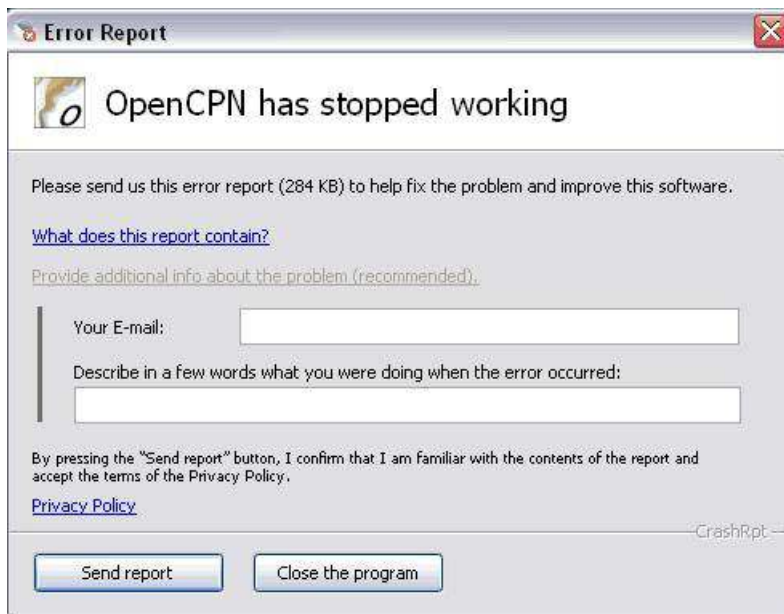 Error Report
OpenCPN has stopped working
Please send us this error report (284 KB) to help fix the problem and improve this software.
What does this report contain?
Provide additional info about the problem (recommended).
Your E-mail:
Describe in a few words what you were doing when the error occurred:
By pressing the "Send report" button, I confirm that I am familiar with the contents of the report and
accept the terms of the Privacy Policy.
Privacy Policy
CrashRpt
Send report
Close the program